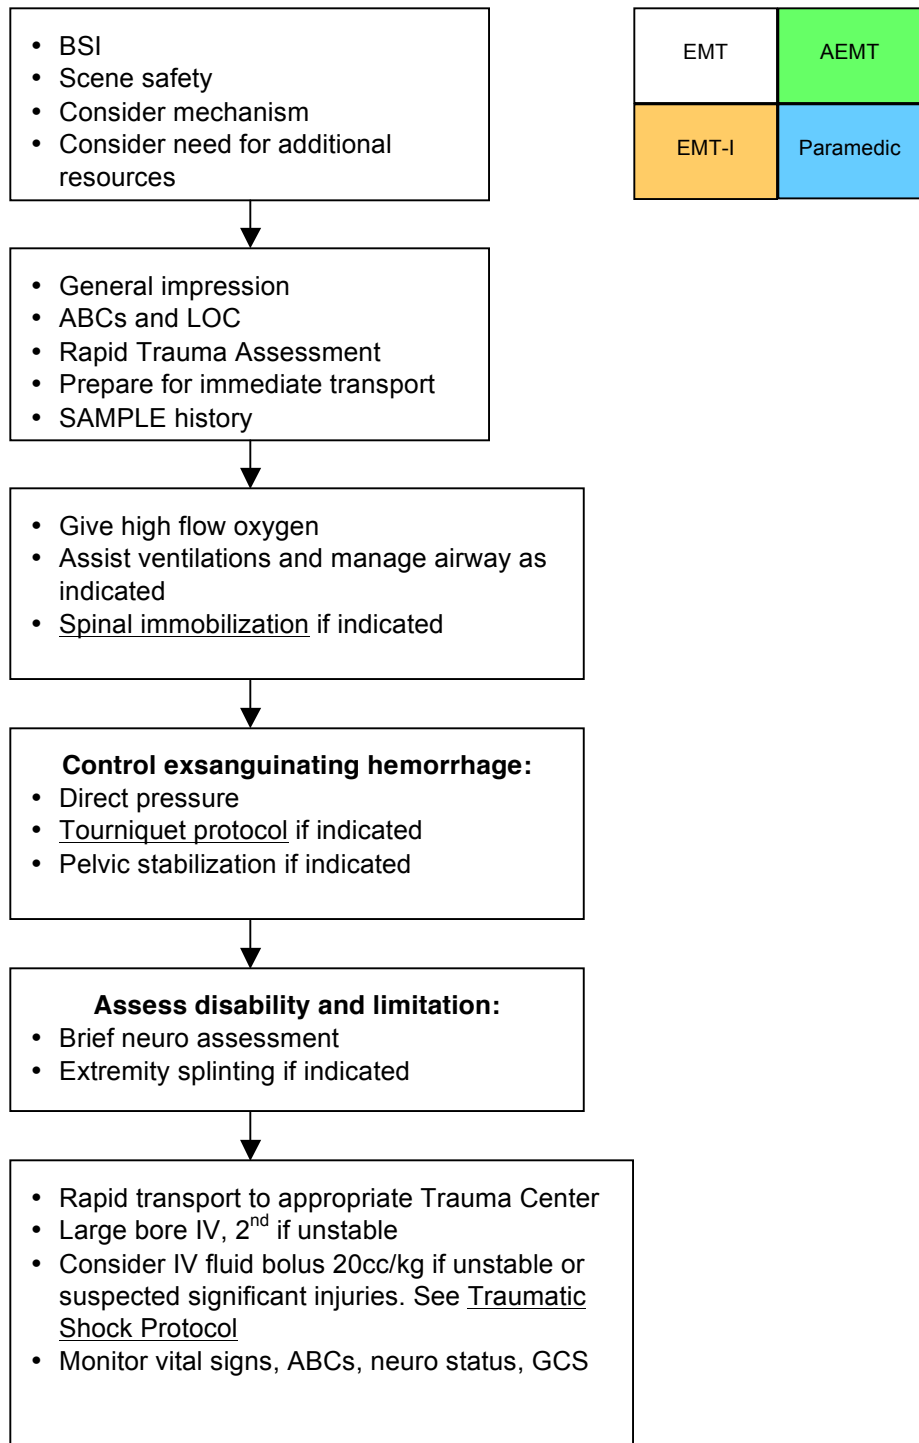 • BSI
• Scene safety
• Consider mechanism
• Consider need for additional
resources
EMT
AEMT
EMT-I
Paramedic
• General impression
• ABCs and LOC
• Rapid Trauma Assessment
• Prepare for immediate transport
• SAMPLE history
• Give high flow oxygen
• Assist ventilations and manage airway as
indicated
• Spinal immobilization if indicated
Control exsanguinating hemorrhage:
• Direct pressure
• Tourniquet protocol if indicated
• Pelvic stabilization if indicated
Assess disability and limitation:
• Brief neuro assessment
• Extremity splinting if indicated
• Rapid transport to appropriate Trauma Center
• Large bore IV, 2nd if unstable
• Consider IV fluid bolus 20cc/kg if unstable or
suspected significant injuries. See Traumatic
Shock Protocol
• Monitor vital signs, ABCs, neuro status, GCS